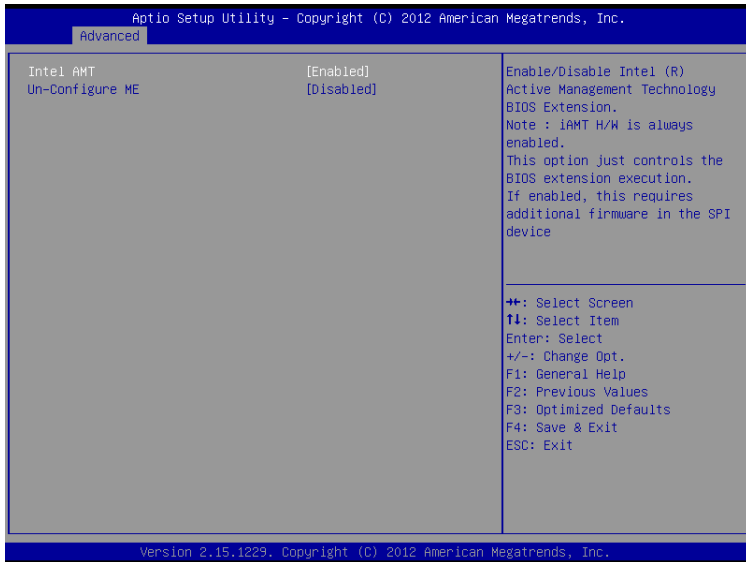 Aptio Setup Utility – Copyright (C) 2012 American Megatrends, Inc.
Advanced
Intel AMT [Enabled]
Un-Configure ME [Disabled]
Enable/Disable Intel (R)
Active Management Technology
BIOS Extension.
Note : iAMT H/W is always
enabled.
This option just controls the
BIOS extension execution.
If enabled, this requires
additional firmware in the SPI
device
→←: Select Screen
↑↓: Select Item
Enter: Select
+/-: Change Opt.
F1: General Help
F2: Previous Values
F3: Optimized Defaults
F4: Save & Exit
ESC: Exit
Version 2.15.1229. Copyright (C) 2012 American Megatrends, Inc.